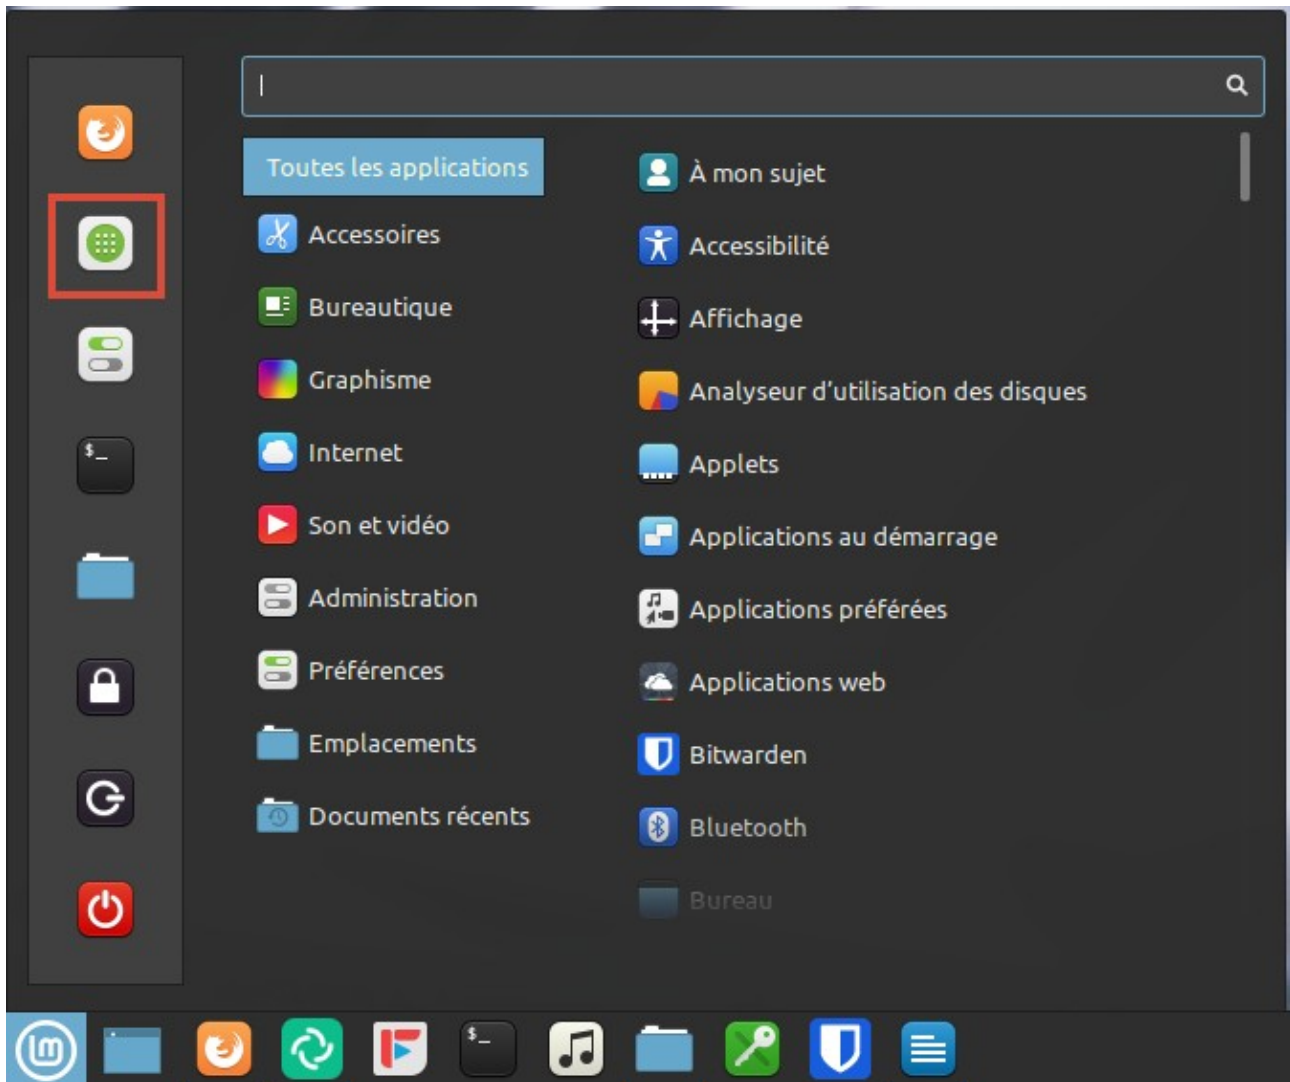 Toutes les applications
Accessoires
Bureautique
Graphisme
Internet
Son et vidéo
Administration
Préférences
Emplacements
Documents récents
À mon sujet
Accessibilité
Affichage
Analyseur d’utilisation des disques
Applets
Applications au démarrage
Applications préférées
Applications web
Bitwarden
Bluetooth
Bureau
$_
$_